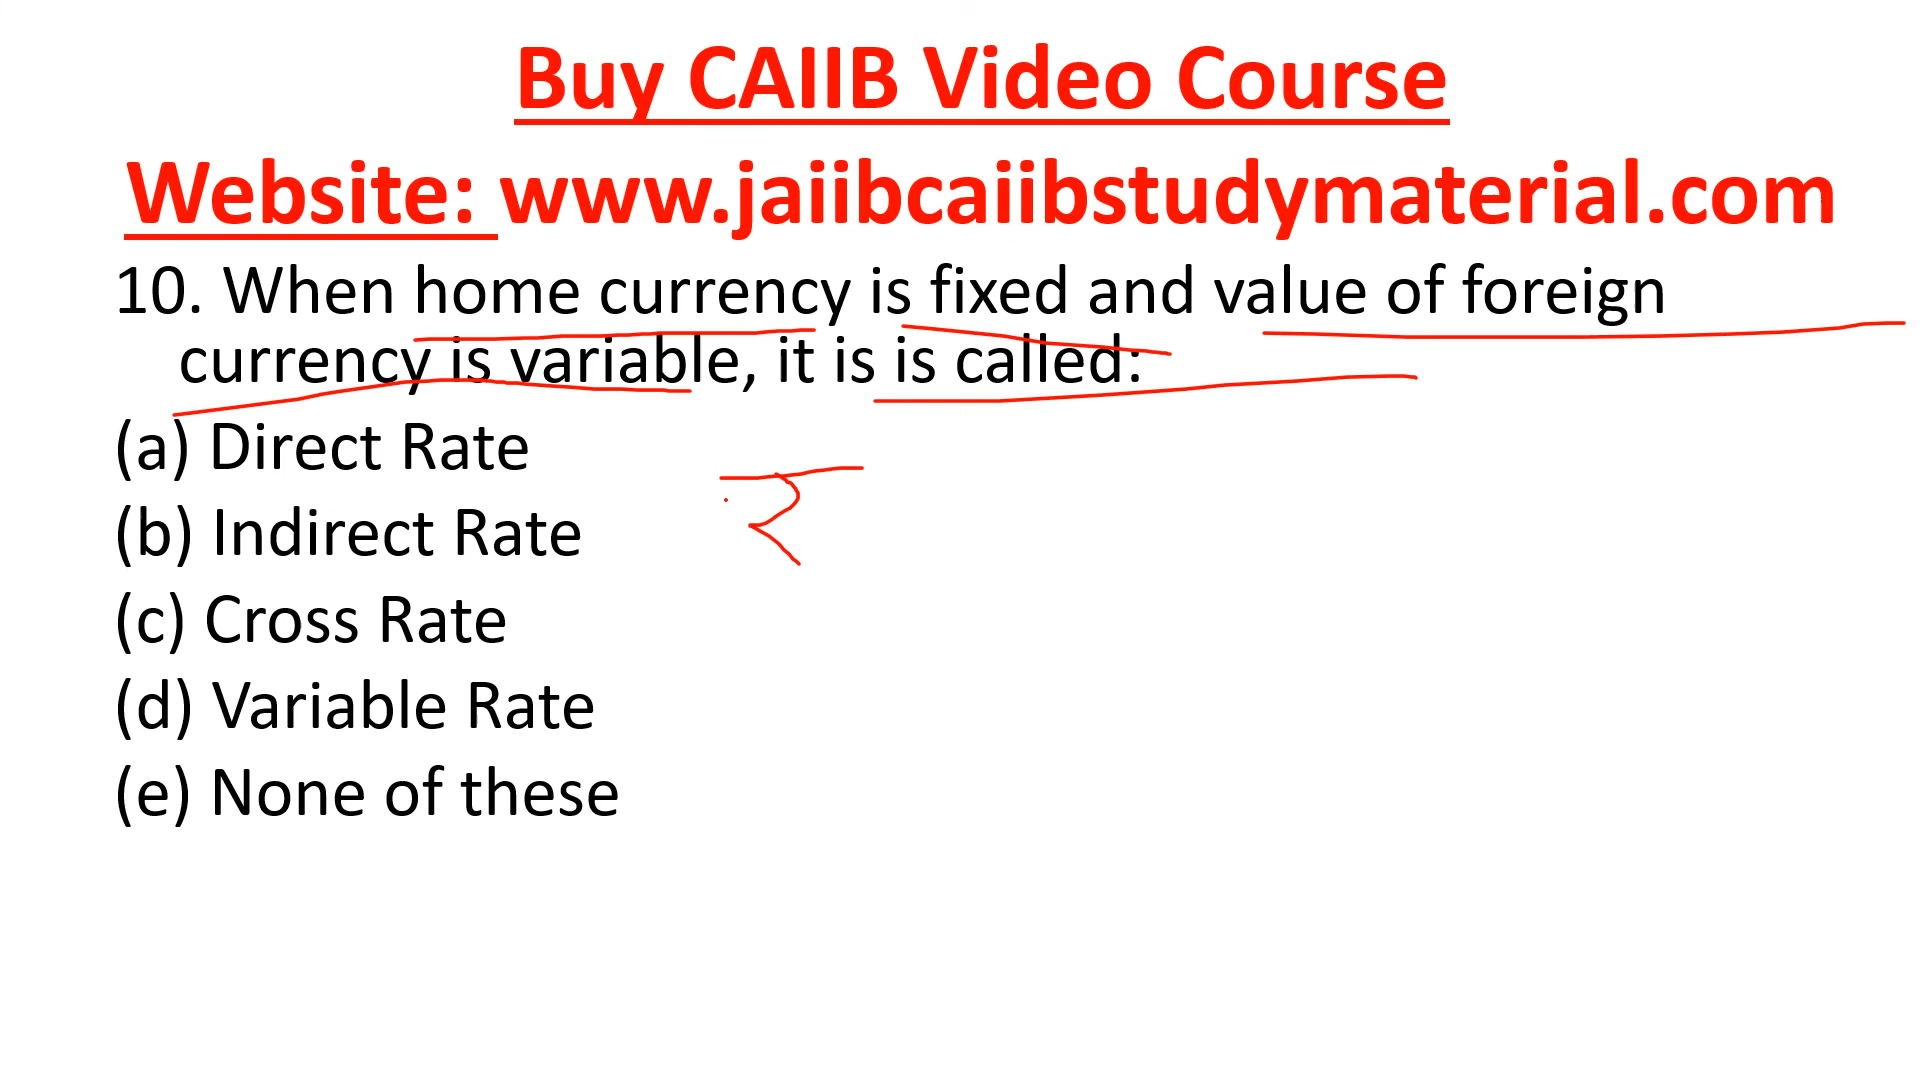 Buy CAIIB Video Course
Website: www.jaiibcaiibstudymaterial.com
10. When home currency is fixed and value of foreign
currency is variable, it is is called:
(a) Direct Rate
(b) Indirect Rate
(c) Cross Rate
(d) Variable Rate
(e) None of these